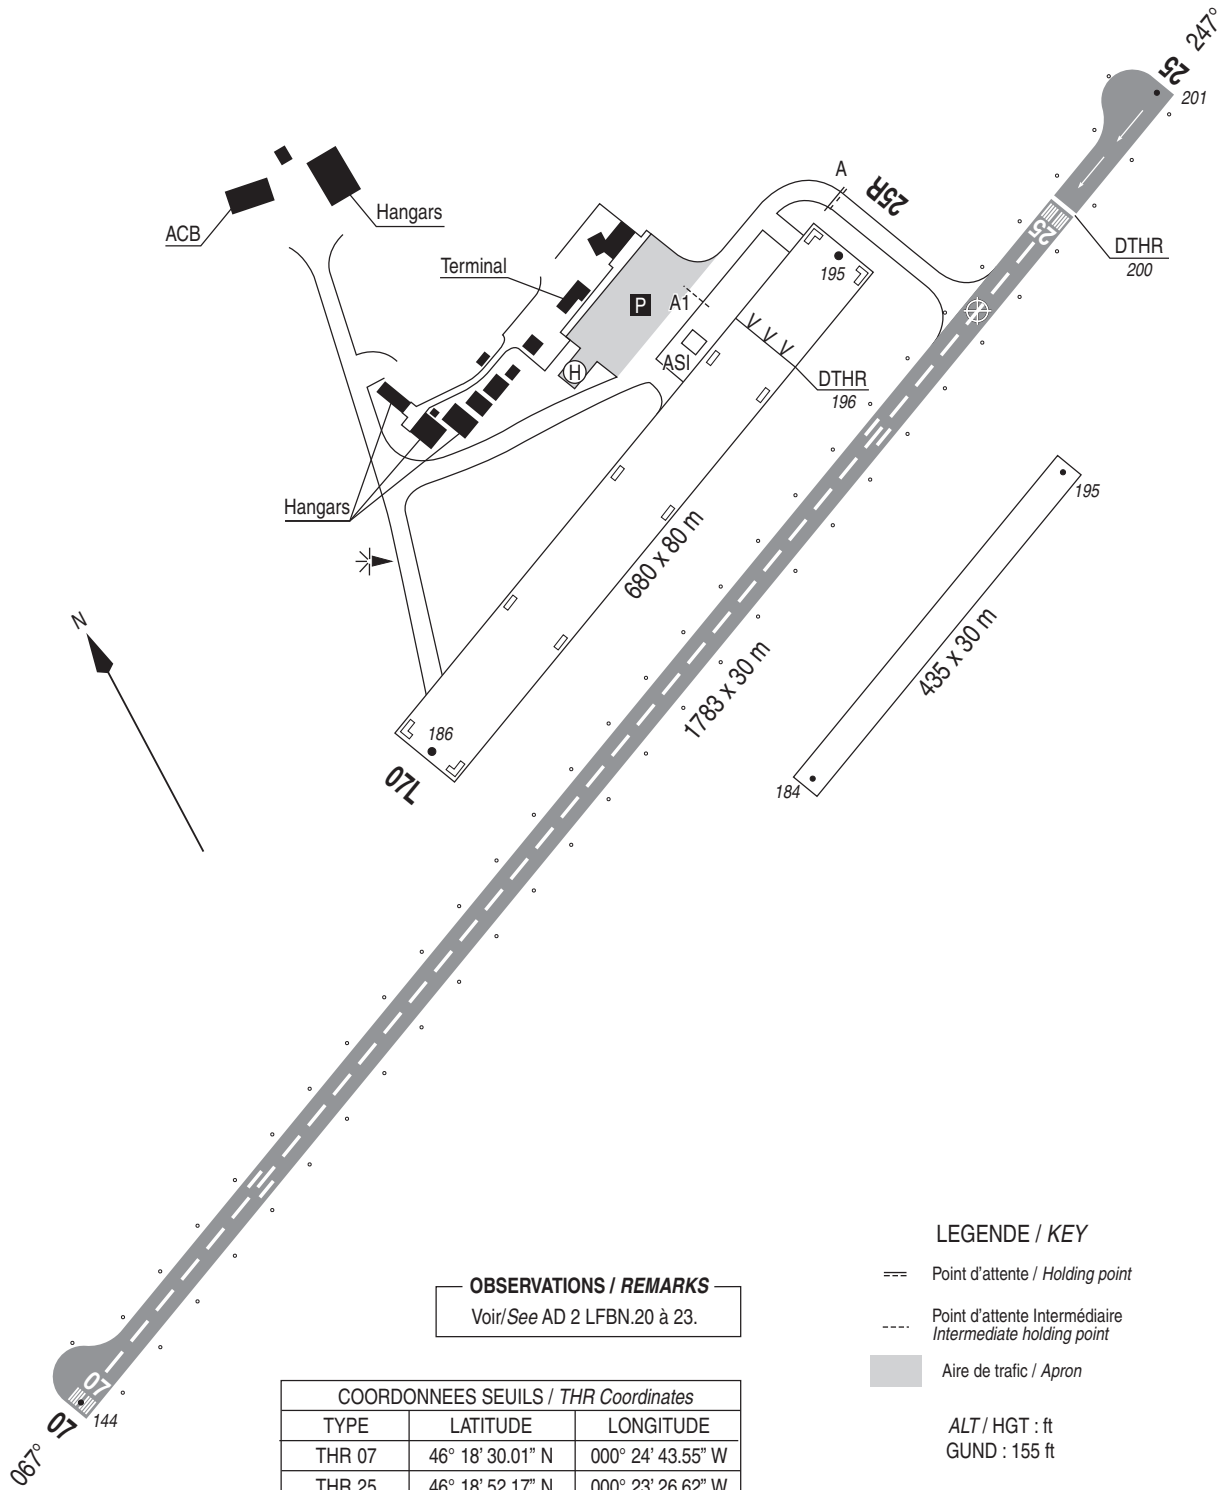 247°
25
201
A
25R
Hangars
ACB
25
DTHR
200
Terminal
195
P
A1
ASI
H
DTHR
196
195
Hangars
680 x 80 m
N
435 x 30 m
1783 x 30 m
186
07L
184
LEGENDE / KEY
Point d'attente / Holding point
Point d'attente Intermédiaire
Intermediate holding point
Aire de trafic / Apron
ALT / HGT : ft
GUND : 155 ft
OBSERVATIONS / REMARKS
Voir/See AD 2 LFBN.20 à 23.
07
07
144
067°
COORDONNEES SEUILS / THR Coordinates
TYPE LATITUDE LONGITUDE
THR 07 46° 18' 30.01" N 000° 24' 43.55" W
THR 25 46° 18' 52.17" N 000° 23' 26.62" W